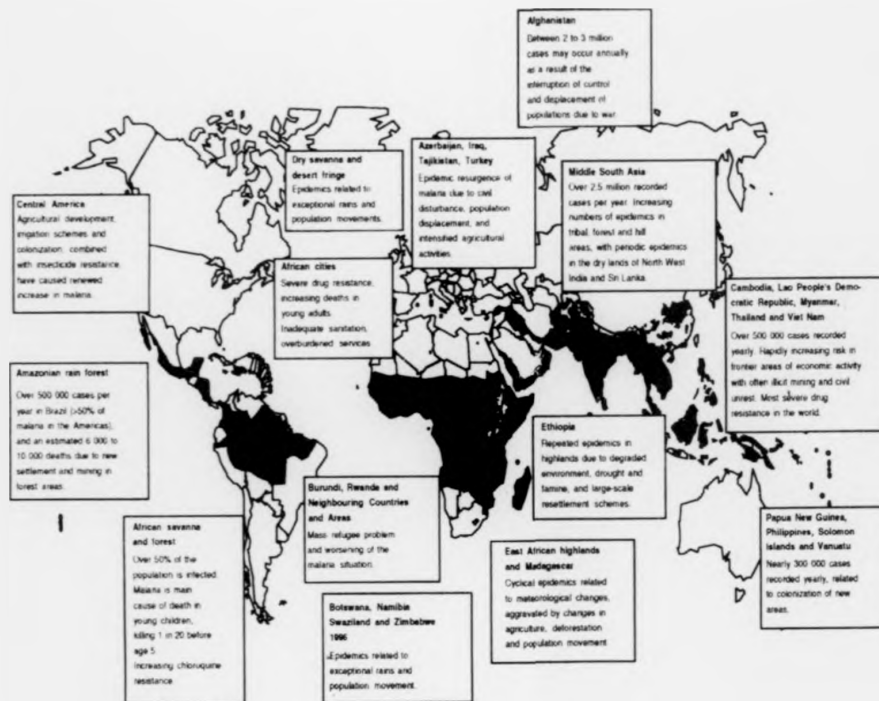 Afghanistan
Between 2 to 3 million
cases may occur annually
as a result of the
interruption of control
and displacement of
populations due to war.
Dry savanna and
desert fringe
Epidemics related to
exceptional rains and
population movements.
Azerbaijan, Iraq,
Tajikistan, Turkey
Epidemic resurgence of
malaria due to civil
disturbance, population
displacement, and
intensified agricultural
activities.
Middle South Asia
Over 2.5 million recorded
cases per year. Increasing
numbers of epidemics in
tribal, forest and hill
areas, with periodic epidemics
in the dry lands of North West
India and Sri Lanka
Central America
Agricultural development,
irrigation schemes and
colonization, combined
with insecticide resistance,
have caused renewed
increase in malaria.
African cities
Severe drug resistance,
increasing deaths in
young adults.
Inadequate sanitation,
overburdened services
Cambodia, Lao People's Demo-
cratic Republic, Myanmar,
Thailand and Viet Nam
Over 500 000 cases recorded
yearly. Rapidly increasing risk in
frontier areas of economic activity
with often illicit mining and civil
unrest. Most severe drug
resistance in the world.
Amazonian rain forest
Over 500 000 cases per
year in Brazil (>50% of
malaria in the Americas),
and an estimated 6 000 to
10 000 deaths due to new
settlement and mining in
forest areas.
Ethiopia
Repeated epidemics in
highlands due to degraded
environment, drought and
famine, and large-scale
resettlement schemes.
Burundi, Rwanda and
Neighbouring Countries
and Areas
Mass refugee problem
and worsening of the
malaria situation.
African savanna
and forest
Over 50% of the
population is infected.
Malaria is main
cause of death in
young children,
killing 1 in 20 before
age 5.
Increasing chloroquine
resistance.
East African highlands
and Madagascar
Cyclical epidemics related
to meteorological changes,
aggravated by changes in
agriculture, deforestation
and population movement
Papua New Guinea,
Philippines, Solomon
Islands and Vanuatu
Nearly 300 000 cases
recorded yearly, related
to colonization of new
areas.
Botswana, Namibia
Swaziland and Zimbabwe
1996
Epidemics related to
exceptional rains and
population movement.